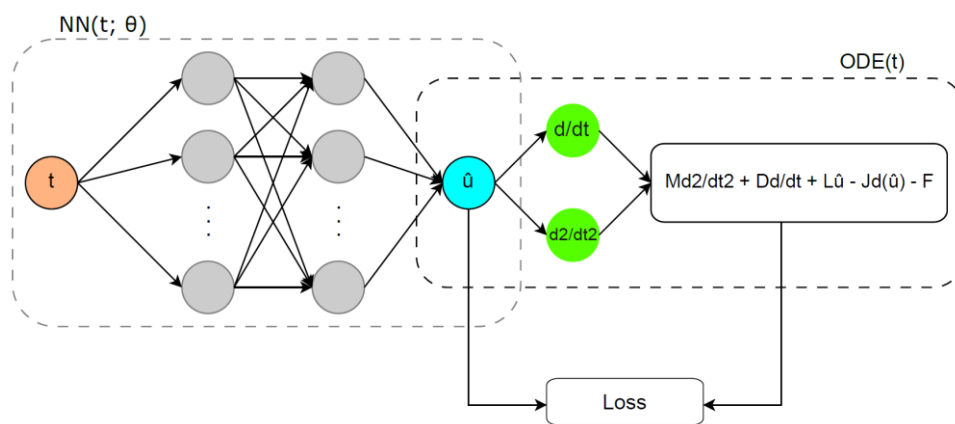 NN(t; θ)
ODE(t)
t
û
d/dt
d2/dt2
Md2/dt2 + Dd/dt + Lû - Jd(û) - F
Loss